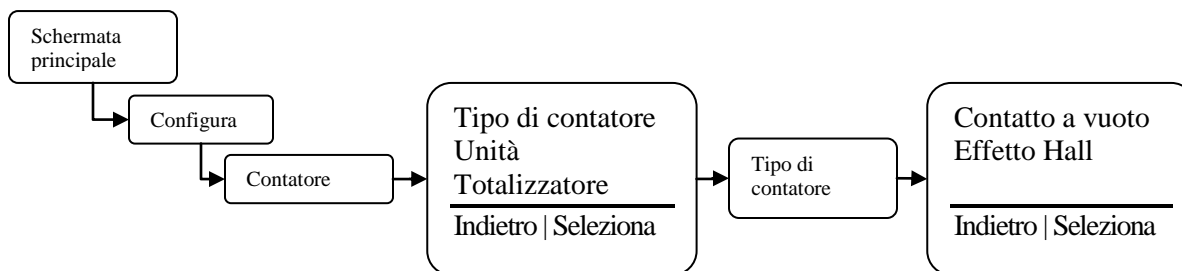 Schermata
principale
Configura
Contatore
Tipo di contatore
Unità
Totalizzatore
Indietro | Seleziona
Tipo di
contatore
Contatto a vuoto
Effetto Hall
Indietro | Seleziona